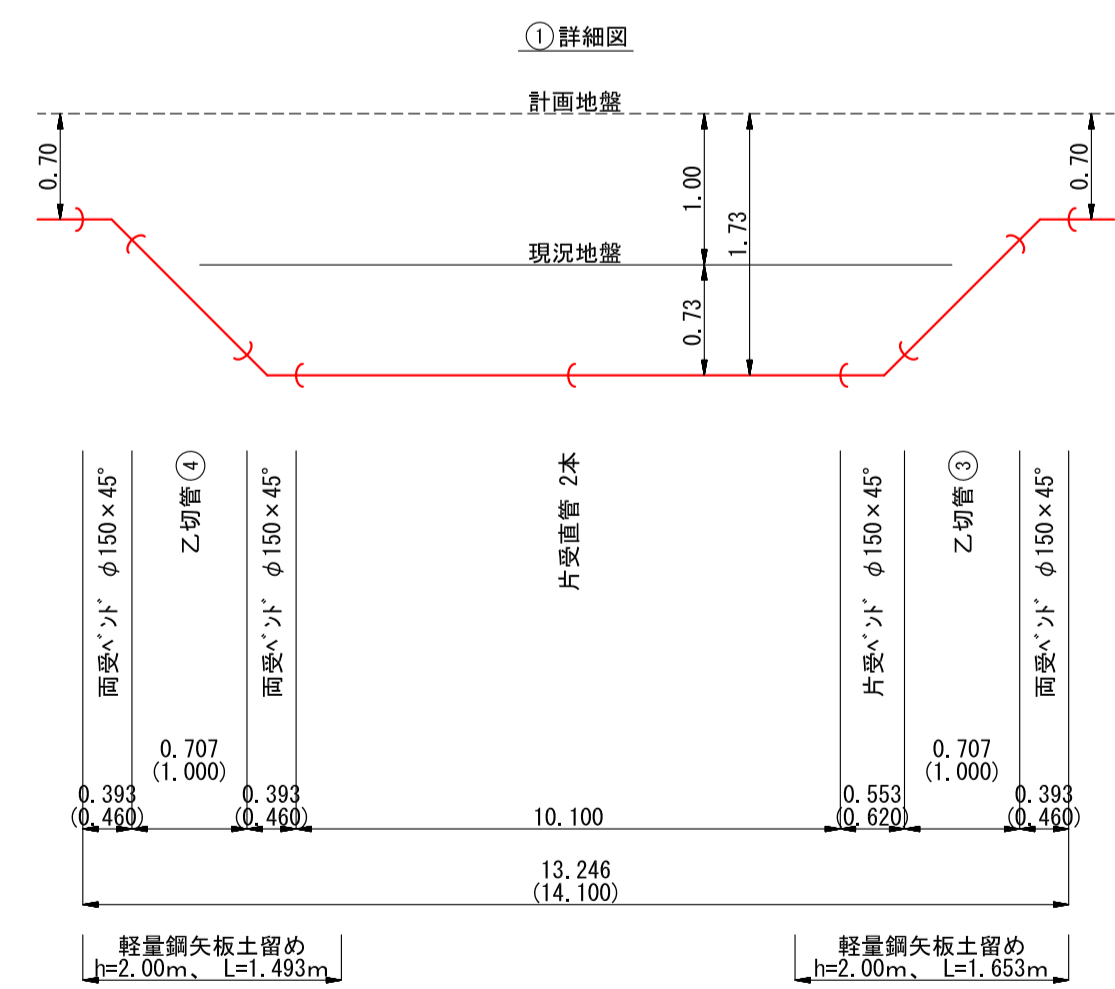 ①詳細図
計画地盤
0.70
1.00
1.73
0.70
現況地盤
0.73
両受ベンド φ150×45°
乙切管④
両受ベンド φ150×45°
片受直管 2本
片受ベンド φ150×45°
乙切管③
両受ベンド φ150×45°
0.707
(1.000)
0.707
(1.000)
0.393
(0.460)
0.393
(0.460)
10.100
0.553
(0.620)
0.393
(0.460)
13.246
(14.100)
軽量鋼矢板土留め
h=2.00m、 L=1.493m
軽量鋼矢板土留め
h=2.00m、 L=1.653m